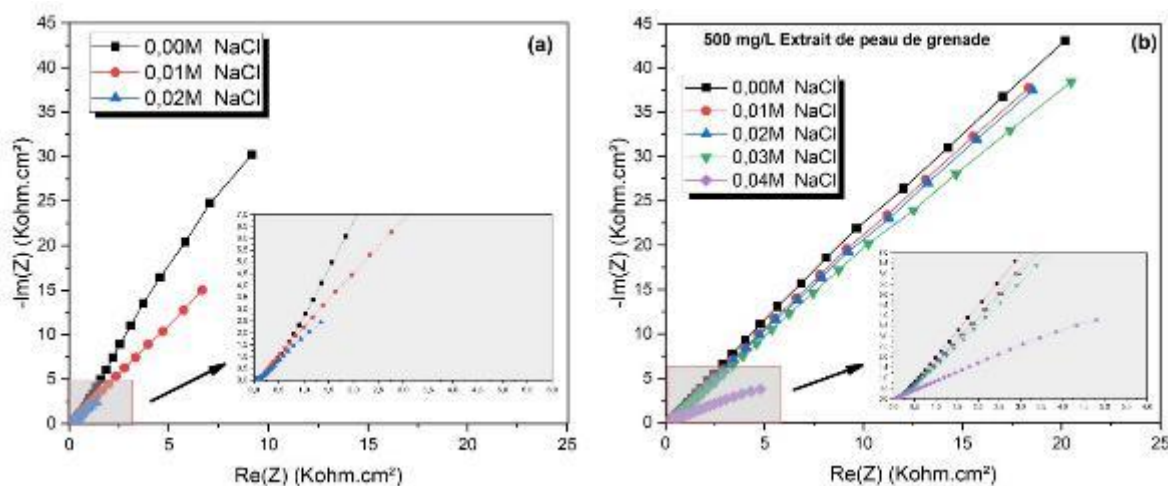 (a)
0,00M NaCl
0,01M NaCl
0,02M NaCl
-Im(Z) (Kohm.cm²)
45
40
35
30
25
20
15
10
5
0
0 5 10 15 20 25
Re(Z) (Kohm.cm²)
(b)
500 mg/L Extrait de peau de grenade
0,00M NaCl
0,01M NaCl
0,02M NaCl
0,03M NaCl
0,04M NaCl
-Im(Z) (Kohm.cm²)
45
40
35
30
25
20
15
10
5
0
0 5 10 15 20 25
Re(Z) (Kohm.cm²)